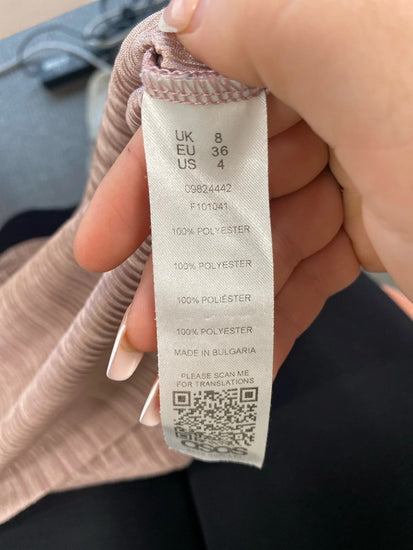 UK 8
EU 36
US 4
09824442
F101041
100% POLYESTER
100% POLYESTER
100% POLIÉSTER
100% POLYESTER
MADE IN BULGARIA
PLEASE SCAN ME
FOR TRANSLATIONS
asos